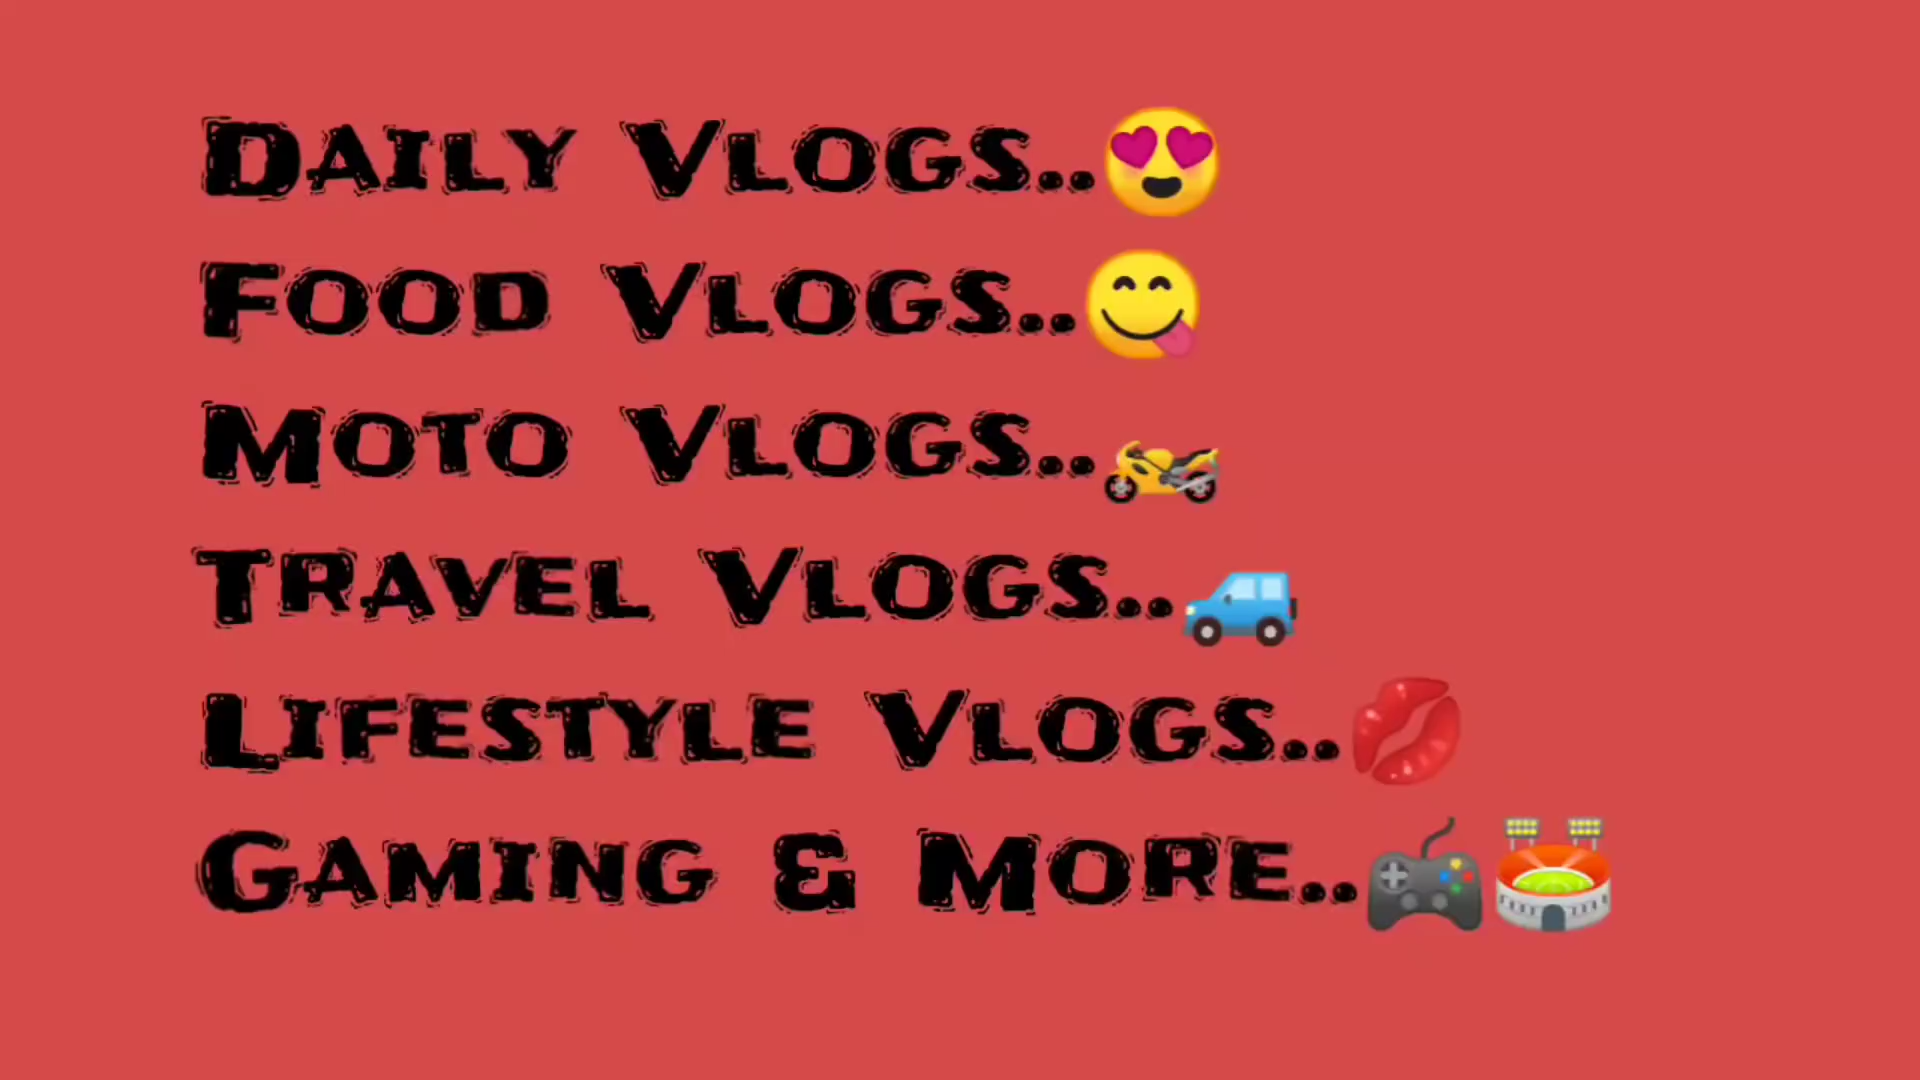 Daily Vlogs..😍
Food Vlogs..😋
Moto Vlogs..🏍
Travel Vlogs..🚙
Lifestyle Vlogs..💋
Gaming & More..🎮🏟